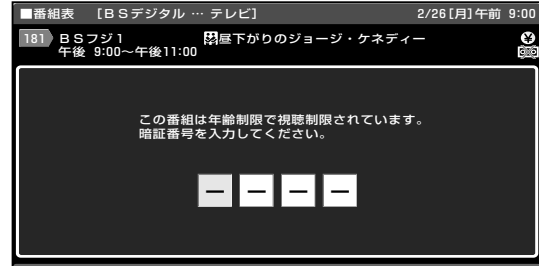 ■番組表 [BSデジタル … テレビ] 2/26[月]午前 9:00
181 BSフジ1 昼下がりのジョージ・ケネディー
午後 9:00～午後11:00
この番組は年齢制限で視聴制限されています。
暗証番号を入力してください。
ー ー ー ー